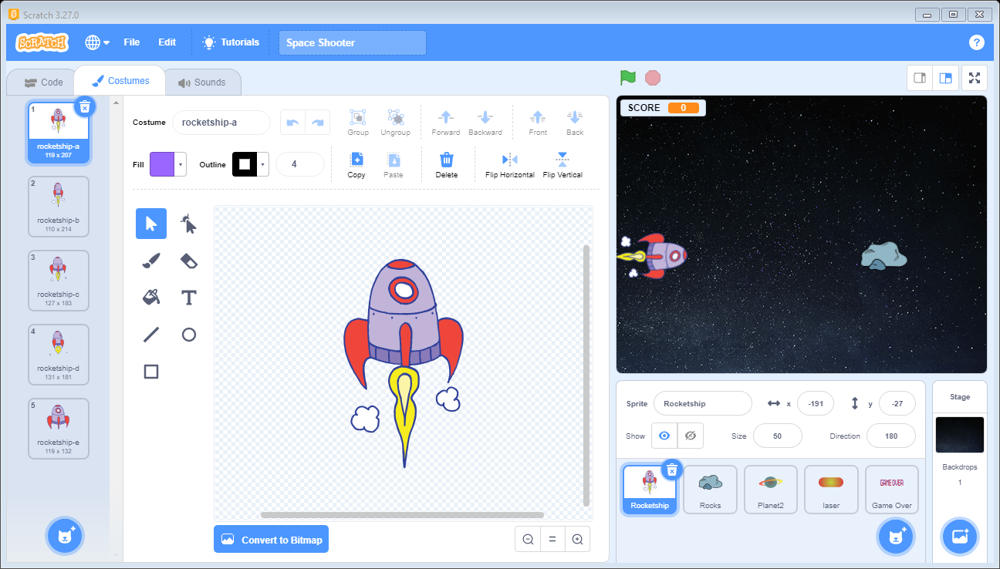 Scratch 3.27.0
SCRATCH
File
Edit
Tutorials
Space Shooter
?
Code
Costumes
Sounds
1
rocketship-a
119 x 207
2
rocketship-b
110 x 214
3
rocketship-c
127 x 183
4
rocketship-d
131 x 181
5
rocketship-e
119 x 132
Costume
rocketship-a
Group
Ungroup
Forward
Backward
Front
Back
Fill
Outline
4
Copy
Paste
Delete
Flip Horizontal
Flip Vertical
T
Convert to Bitmap
SCORE 0
Sprite
Rocketship
x
-191
y
-27
Show
Size
50
Direction
180
Rocketship
Rocks
Planet2
laser
GAME OVER
Game Over
Stage
Backdrops
1